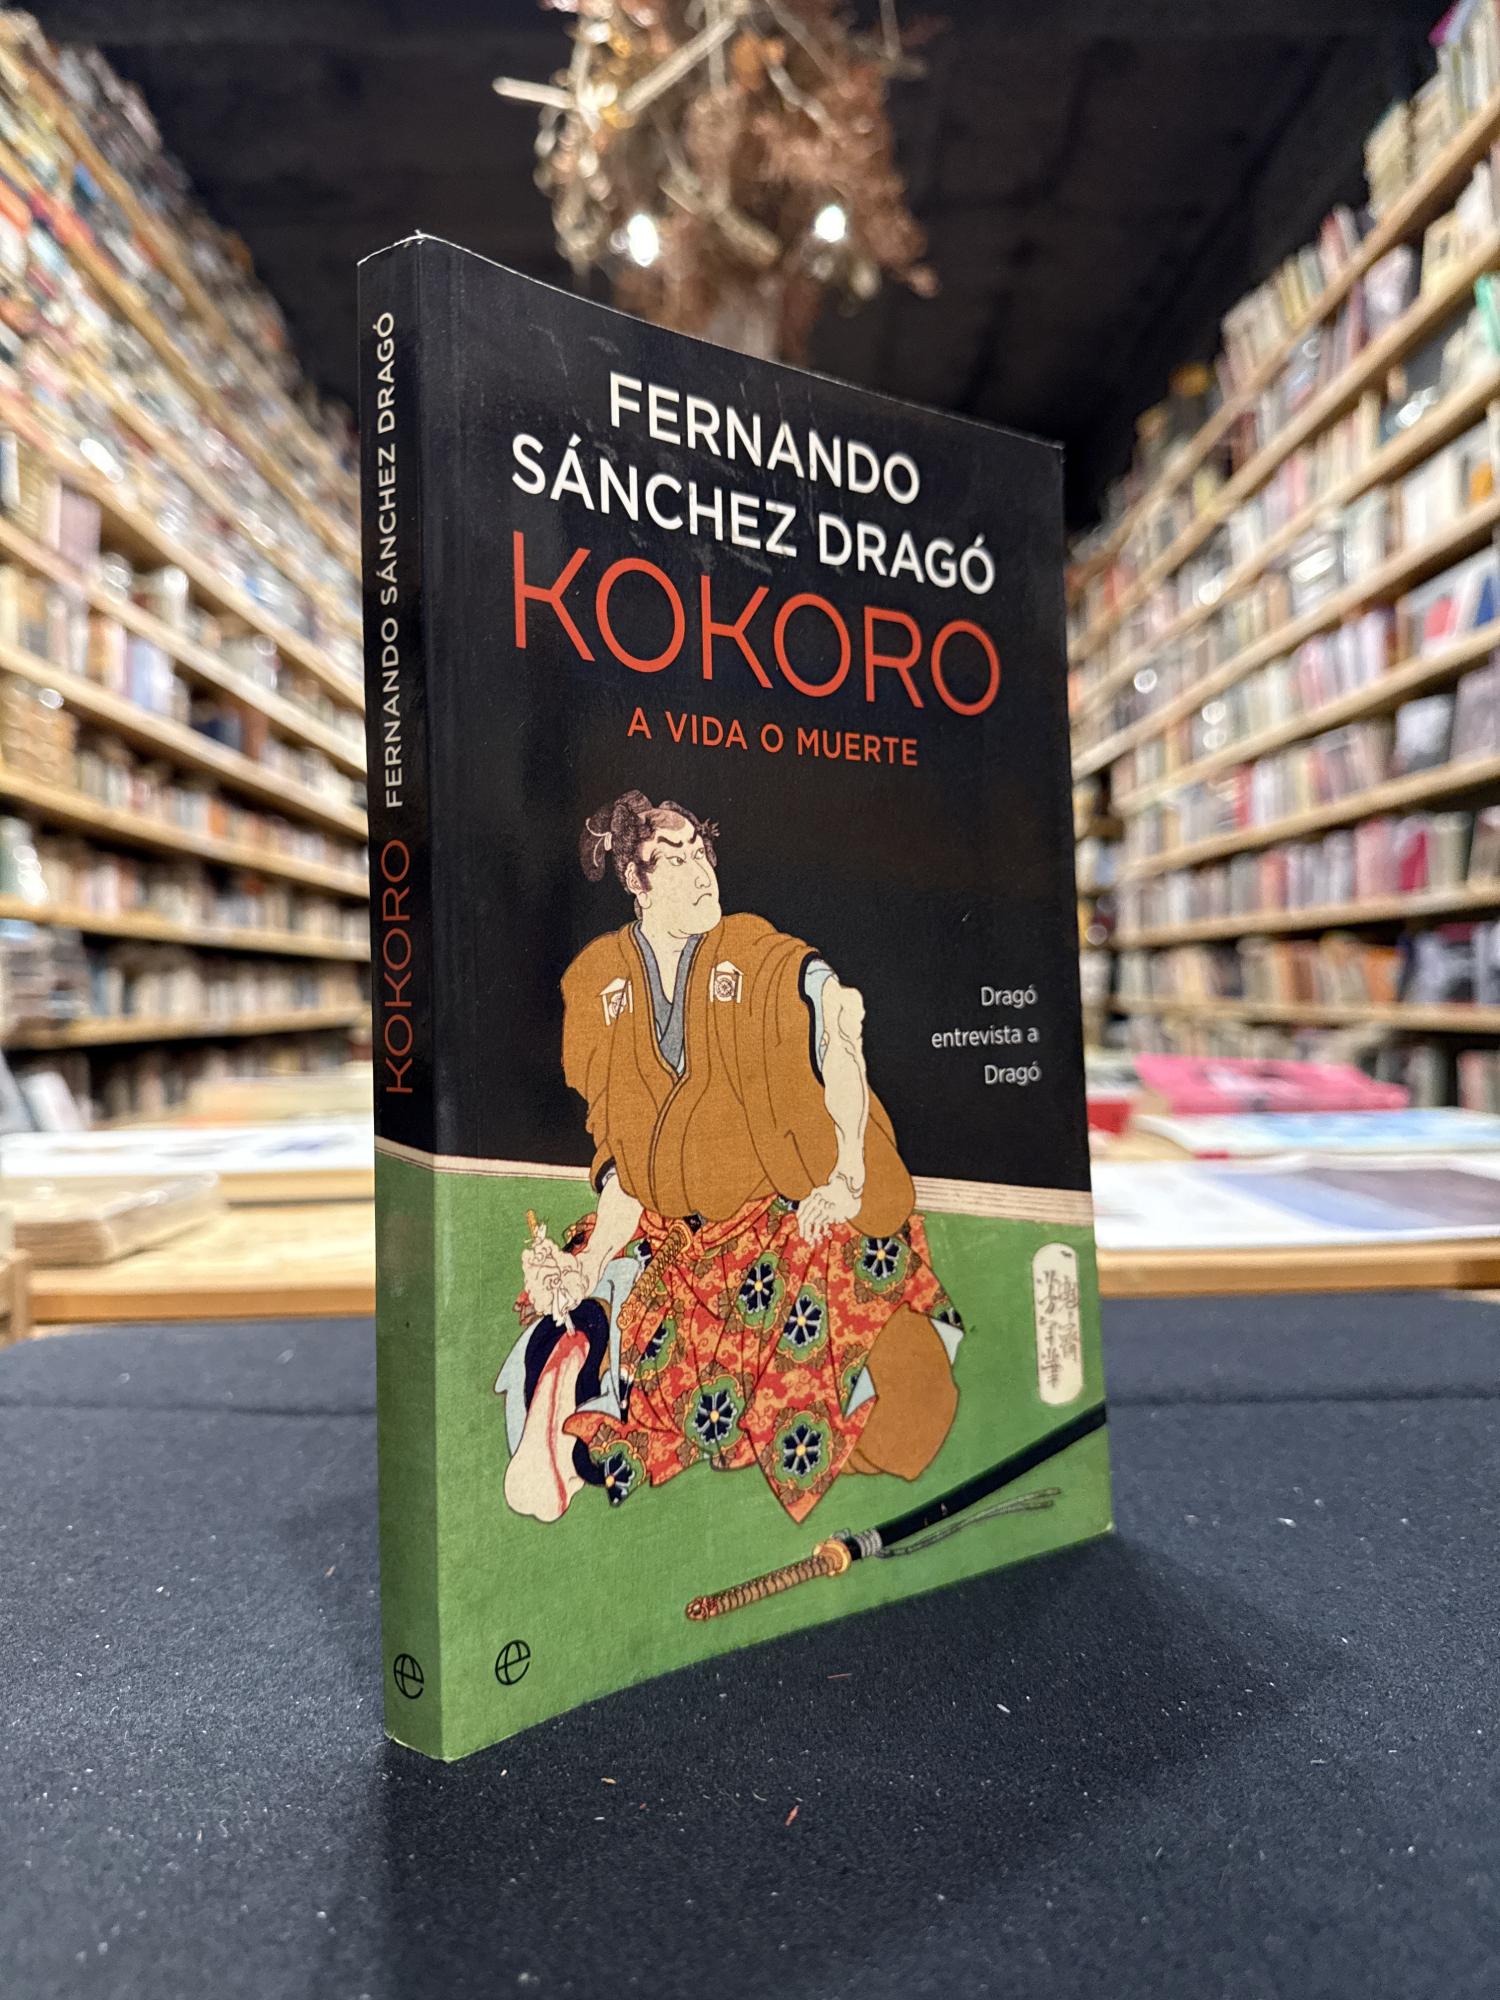 FERNANDO
SÁNCHEZ DRAGÓ
KOKORO
A VIDA O MUERTE
Dragó
entrevista a
Dragó
KOKORO FERNANDO SÁNCHEZ DRAGÓ